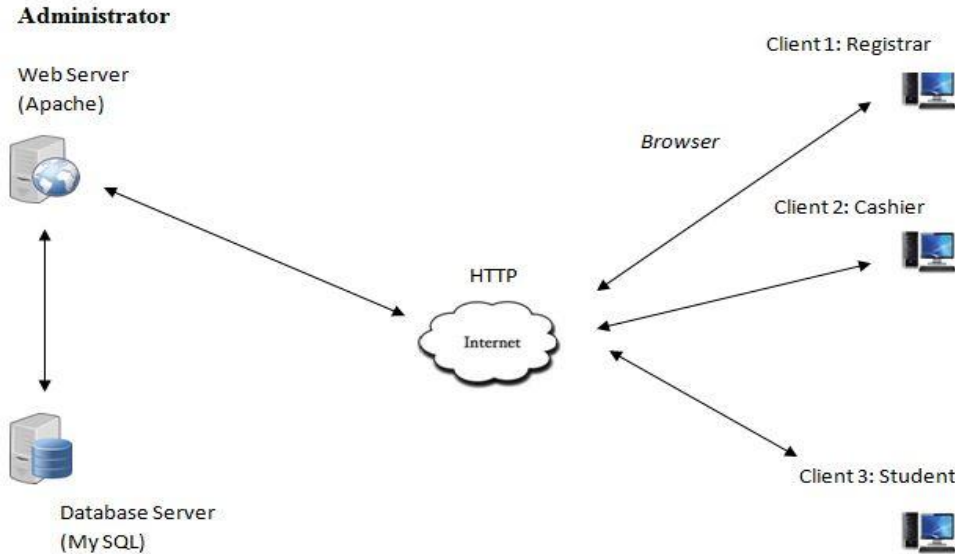 Administrator
Client 1: Registrar
Web Server
(Apache)
Browser
Client 2: Cashier
HTTP
Internet
Client 3: Student
Database Server
(My SQL)